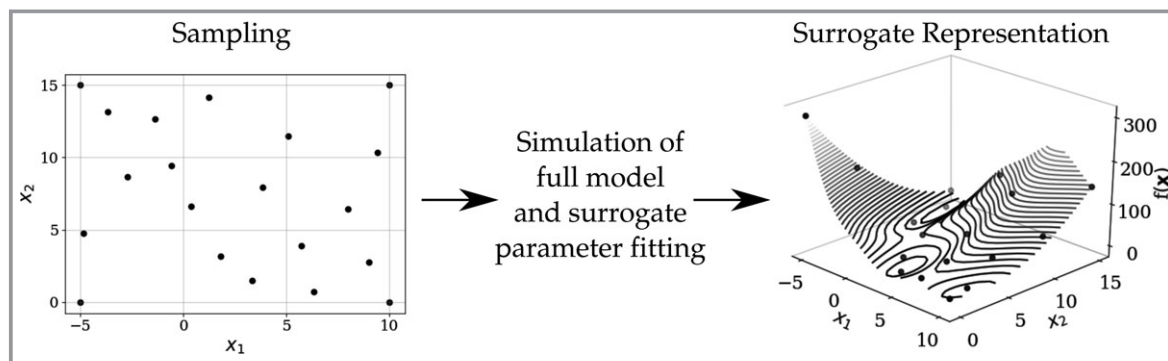 Sampling
15
10
5
0
x₂
−5
0
5
10
x₁
Simulation of
full model
and surrogate
parameter fitting
Surrogate Representation
300
200
100
0
f(x)
−5
0
5
10
x₁
0
5
10
15
x₂